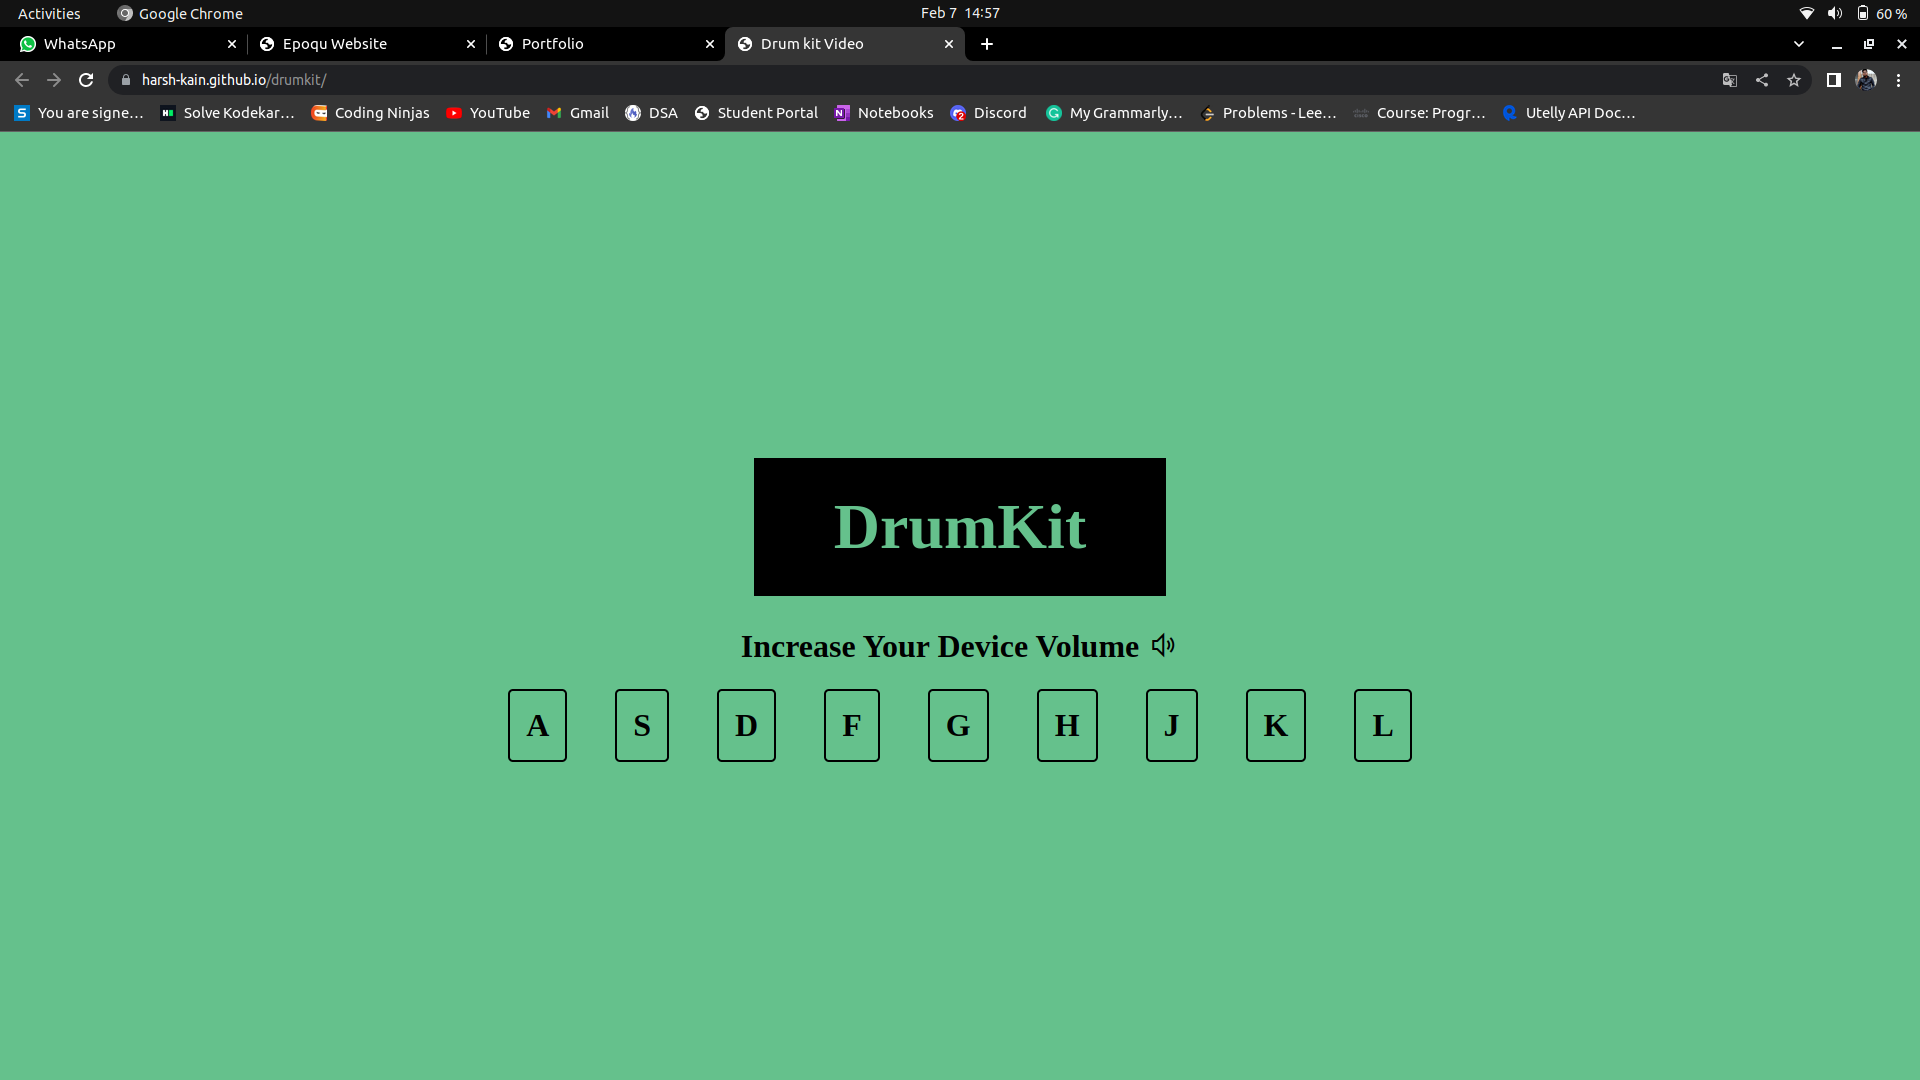 Activities Google Chrome Feb 7 14:57 60 %
WhatsApp Epoqu Website Portfolio Drum kit Video
harsh-kain.github.io/drumkit/
You are signe... Solve Kodekar... Coding Ninjas YouTube Gmail DSA Student Portal Notebooks Discord My Grammarly... Problems - Lee... Course: Progr... Utelly API Doc...
DrumKit
Increase Your Device Volume
A S D F G H J K L